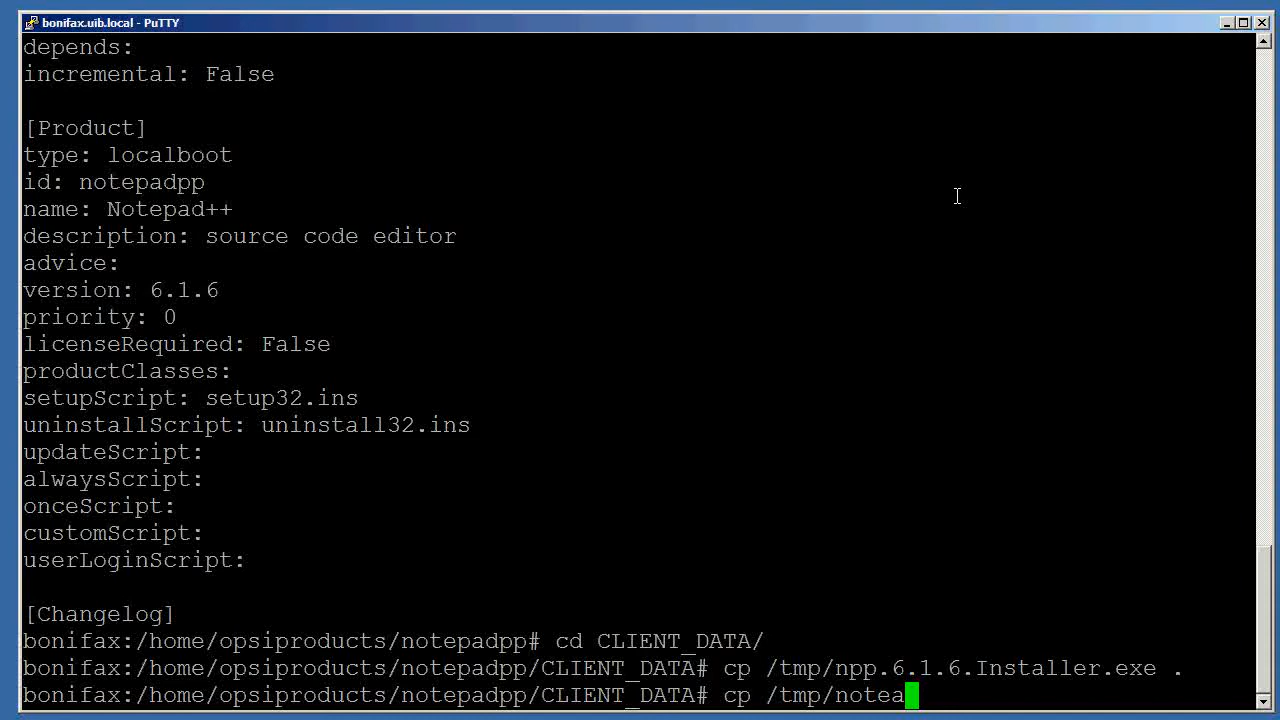 bonifax.uib.local - PuTTY
depends:
incremental: False
[Product]
type: localboot
id: notepadpp
name: Notepad++
description: source code editor
advice:
version: 6.1.6
priority: 0
licenseRequired: False
productClasses:
setupScript: setup32.ins
uninstallScript: uninstall32.ins
updateScript:
alwaysScript:
onceScript:
customScript:
userLoginScript:
[Changelog]
bonifax:/home/opsiproducts/notepadpp# cd CLIENT_DATA/
bonifax:/home/opsiproducts/notepadpp/CLIENT_DATA# cp /tmp/npp.6.1.6.Installer.exe .
bonifax:/home/opsiproducts/notepadpp/CLIENT_DATA# cp /tmp/notea